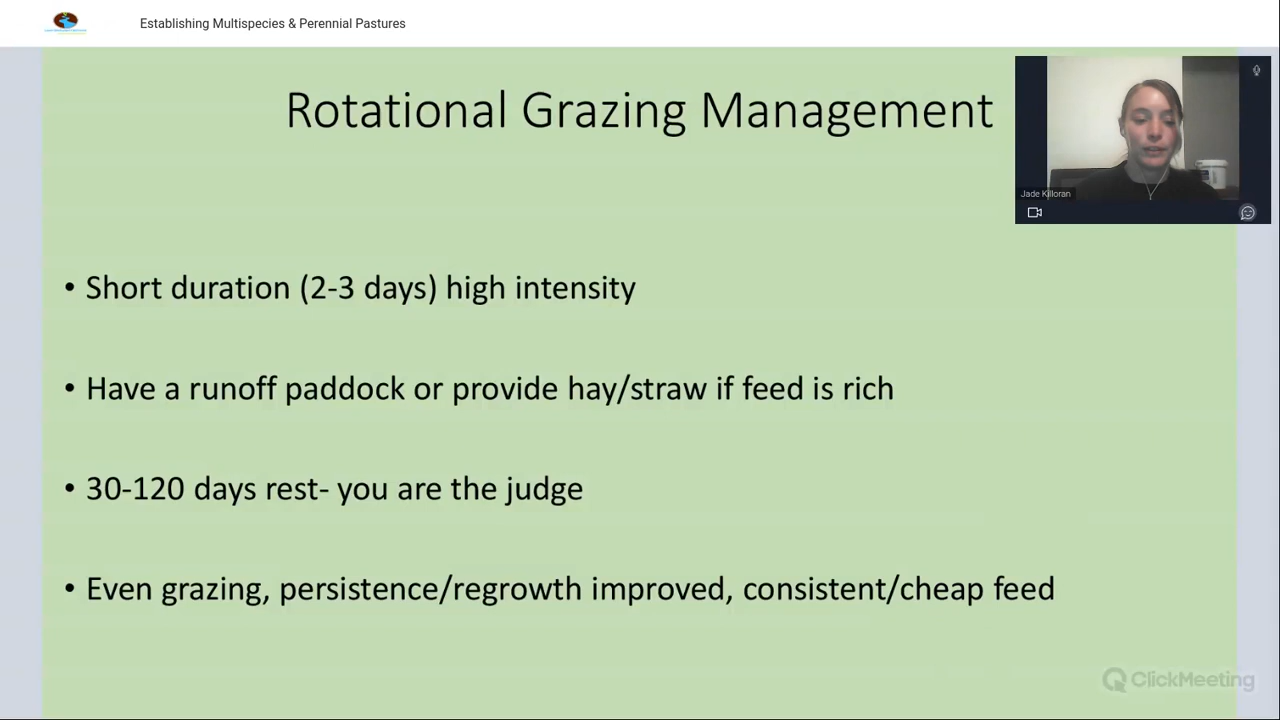 Establishing Multispecies & Perennial Pastures
Rotational Grazing Management
Jade Killoran
• Short duration (2-3 days) high intensity
• Have a runoff paddock or provide hay/straw if feed is rich
• 30-120 days rest- you are the judge
• Even grazing, persistence/regrowth improved, consistent/cheap feed
ClickMeeting